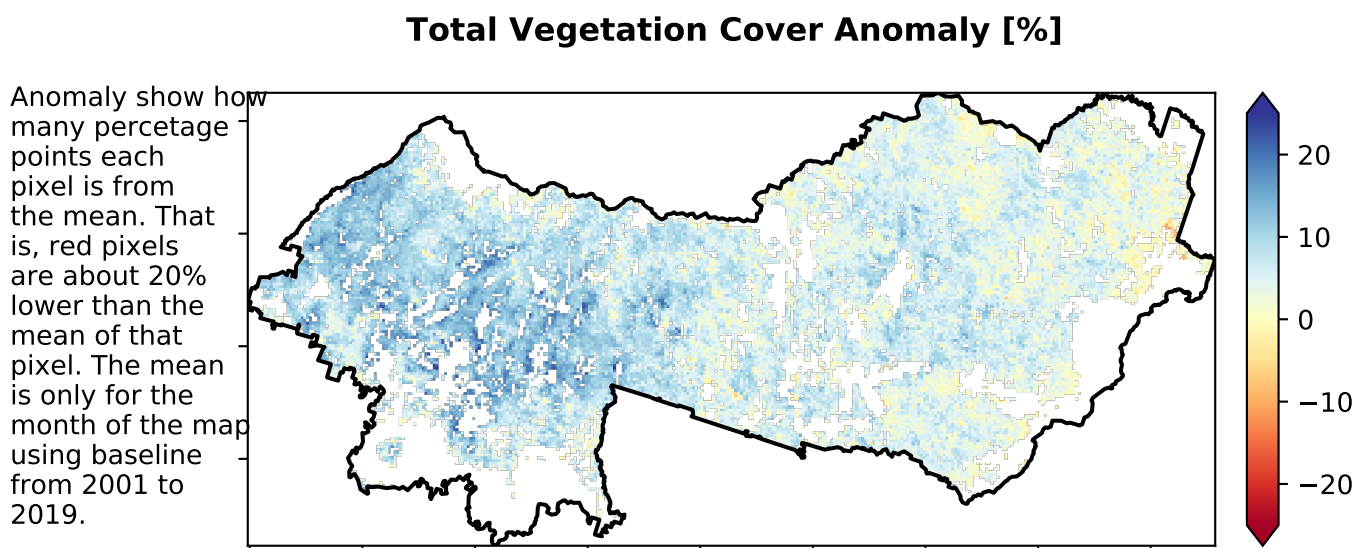 Total Vegetation Cover Anomaly [%]
Anomaly show how
many percetage
points each
pixel is from
the mean. That
is, red pixels
are about 20%
lower than the
mean of that
pixel. The mean
is only for the
month of the map
using baseline
from 2001 to
2019.
20
10
0
−10
−20